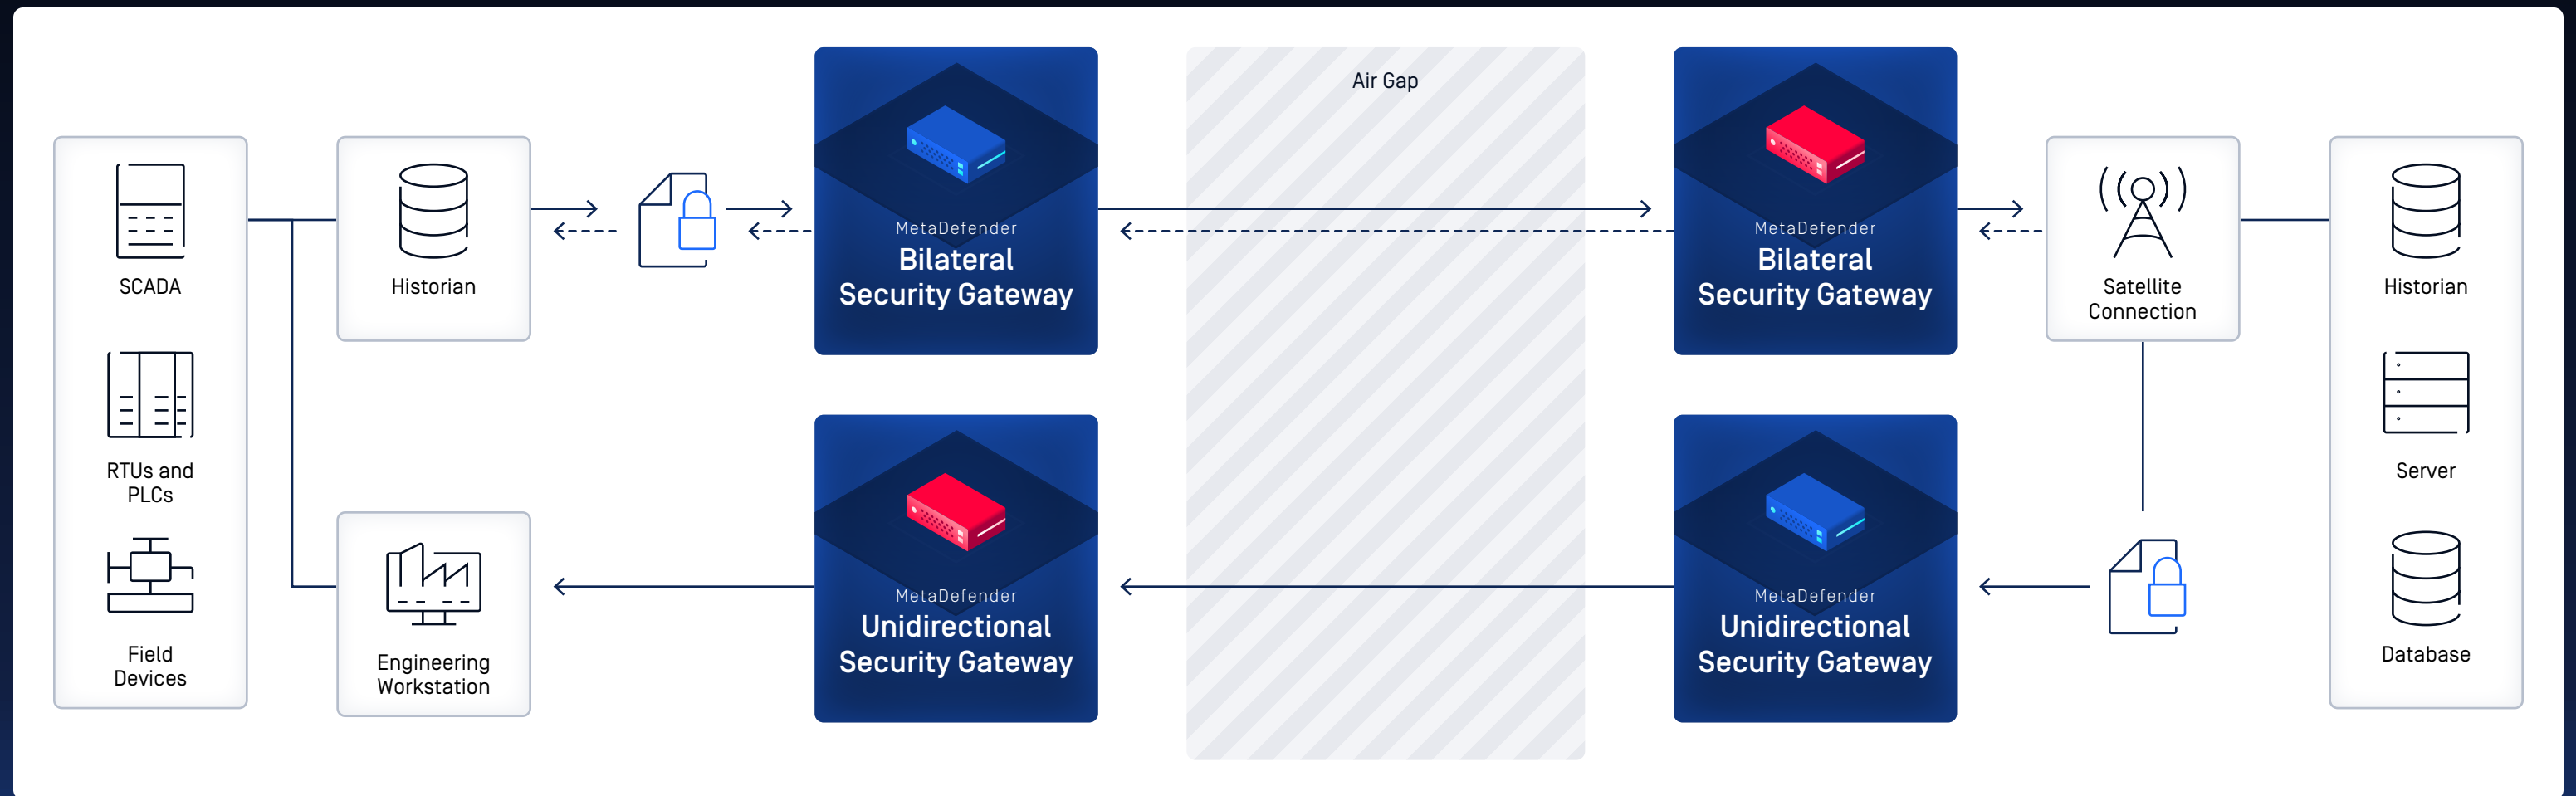 Air Gap
SCADA
RTUs and
PLCs
Field
Devices
Historian
Engineering
Workstation
MetaDefender
Bilateral
Security Gateway
MetaDefender
Unidirectional
Security Gateway
MetaDefender
Bilateral
Security Gateway
MetaDefender
Unidirectional
Security Gateway
Satellite
Connection
Historian
Server
Database